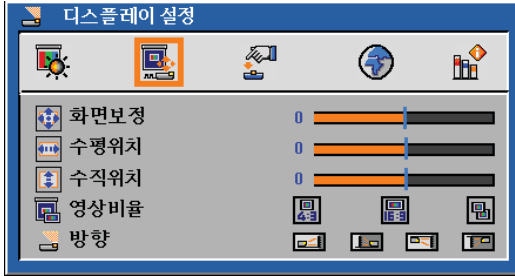 디스플레이 설정
화면보정 0
수평위치 0
수직위치 0
영상비율 4:3 16:9
방향